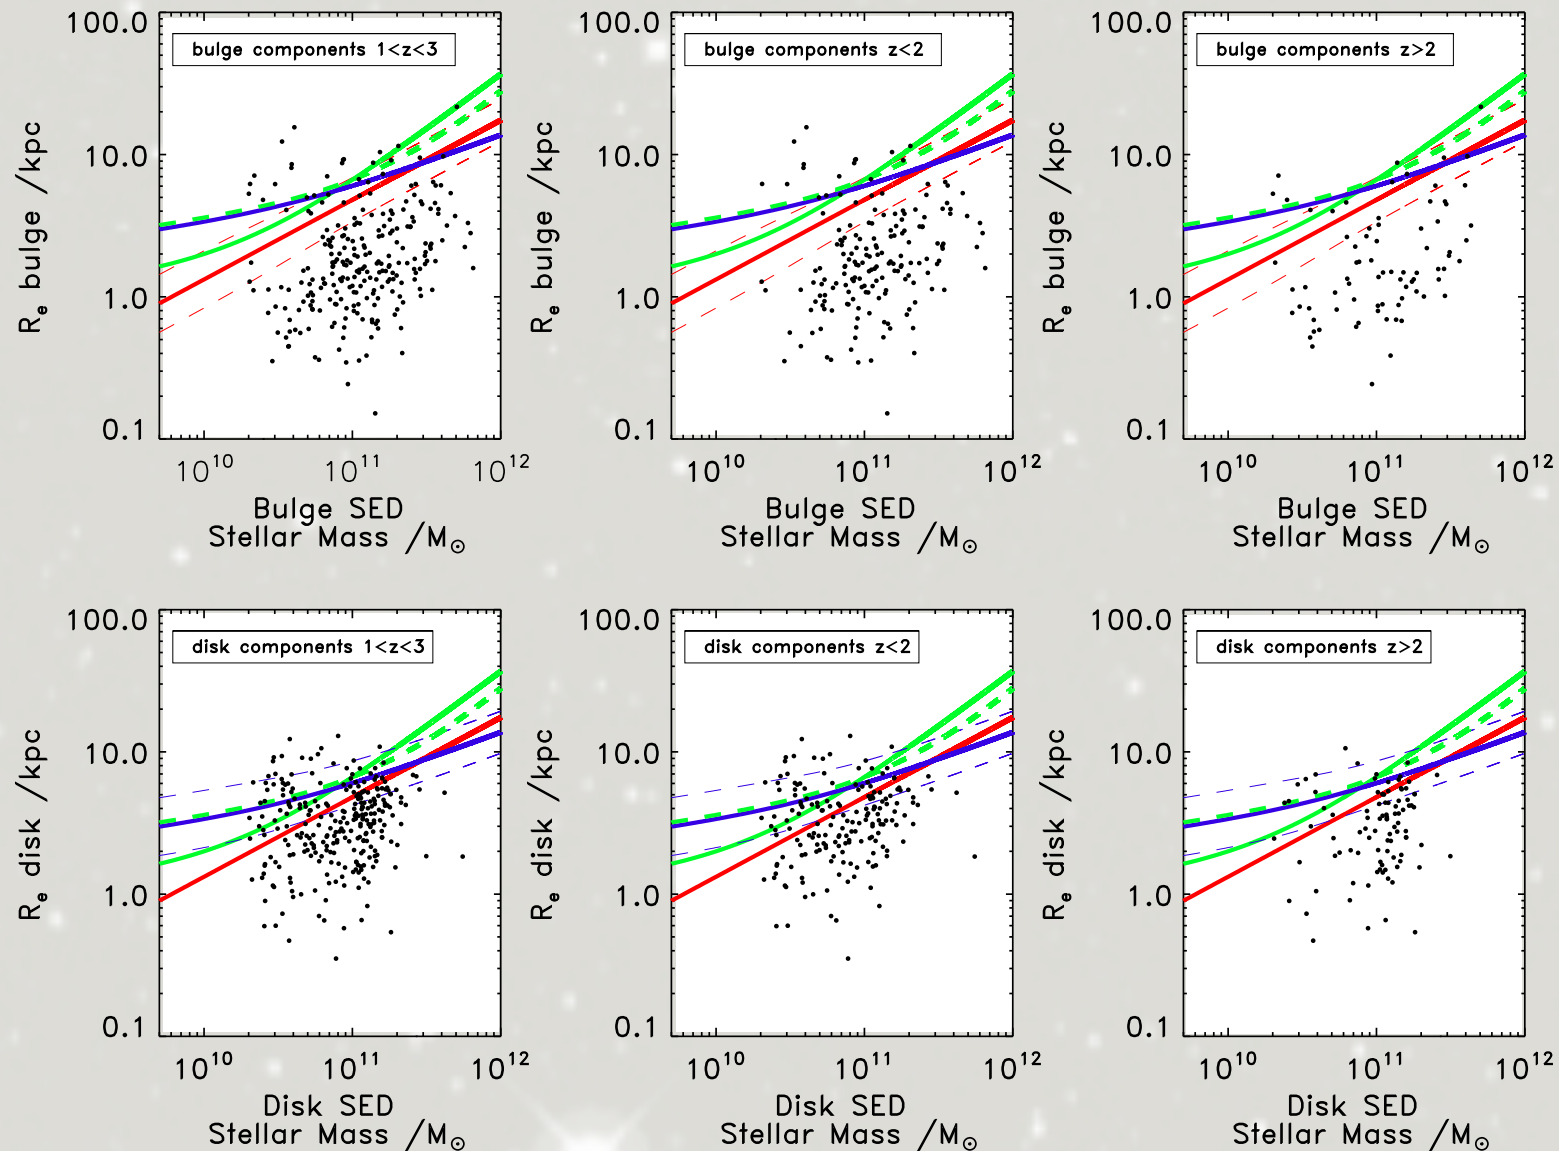 100.0
bulge components 1<z<3
10.0
1.0
0.1
R_e bulge /kpc
10^10 10^11 10^12
Bulge SED
Stellar Mass /M_⊙
100.0
bulge components z<2
10.0
1.0
0.1
R_e bulge /kpc
10^10 10^11 10^12
Bulge SED
Stellar Mass /M_⊙
100.0
bulge components z>2
10.0
1.0
0.1
R_e bulge /kpc
10^10 10^11 10^12
Bulge SED
Stellar Mass /M_⊙
100.0
disk components 1<z<3
10.0
1.0
0.1
R_e disk /kpc
10^10 10^11 10^12
Disk SED
Stellar Mass /M_⊙
100.0
disk components z<2
10.0
1.0
0.1
R_e disk /kpc
10^10 10^11 10^12
Disk SED
Stellar Mass /M_⊙
100.0
disk components z>2
10.0
1.0
0.1
R_e disk /kpc
10^10 10^11 10^12
Disk SED
Stellar Mass /M_⊙